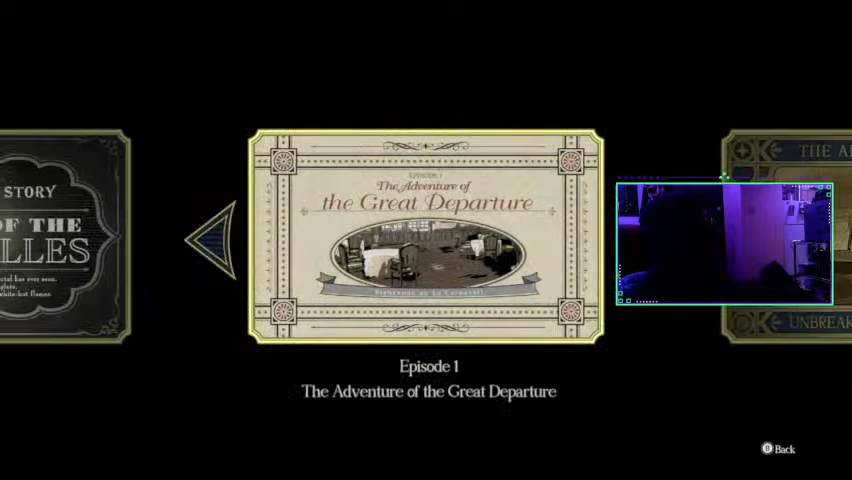 STORY
OF THE
LLES
EPISODE 1
The Adventure of
the Great Departure
THE A
UNBREAK
Episode 1
The Adventure of the Great Departure
B Back